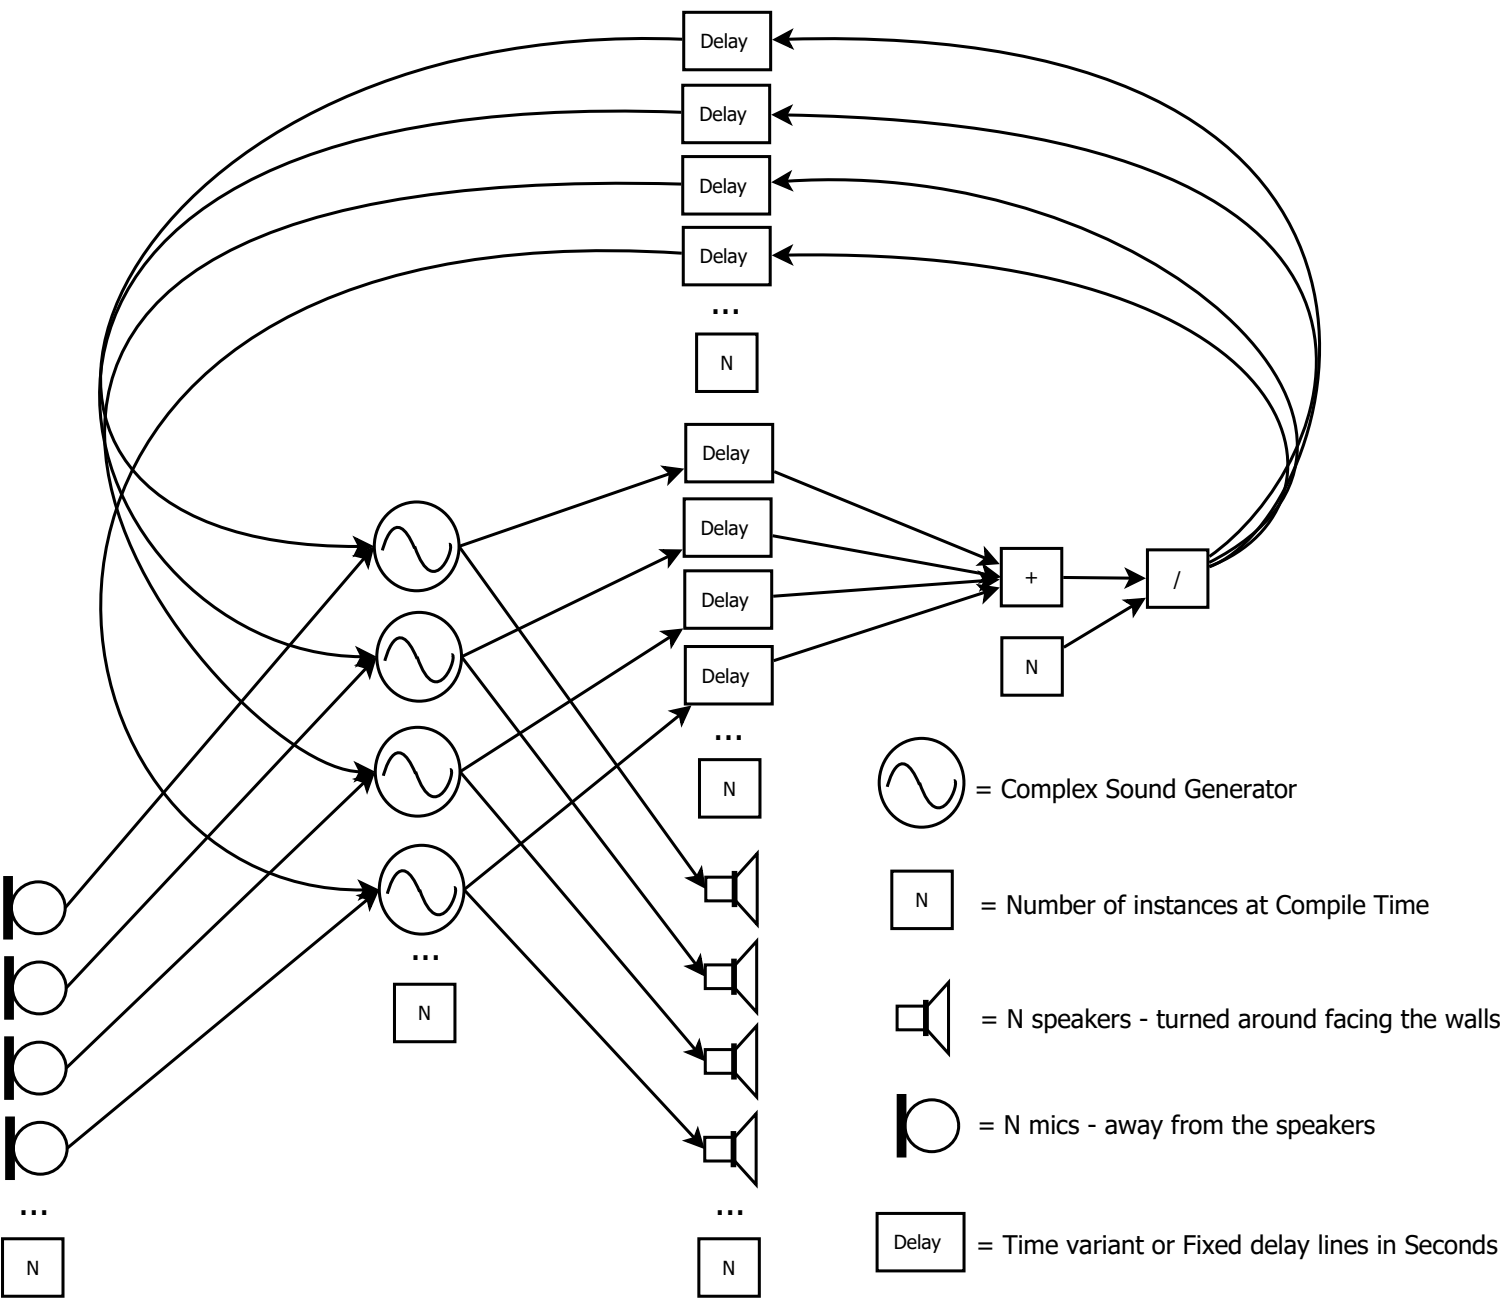 Delay
Delay
Delay
Delay
...
N
Delay
Delay
Delay
Delay
...
N
+
/
N
...
N
...
N
...
N
= Complex Sound Generator
N
= Number of instances at Compile Time
= N speakers - turned around facing the walls
= N mics - away from the speakers
Delay
= Time variant or Fixed delay lines in Seconds